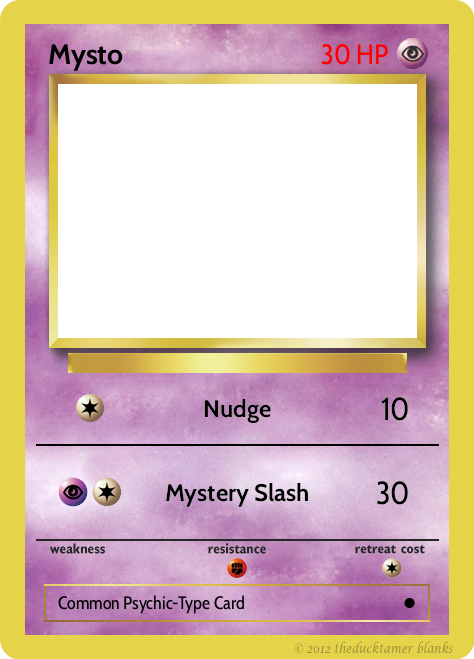 Mysto 30 HP
Nudge 10
Mystery Slash 30
weakness resistance retreat cost
Common Psychic-Type Card
© 2012 theducktamer blanks